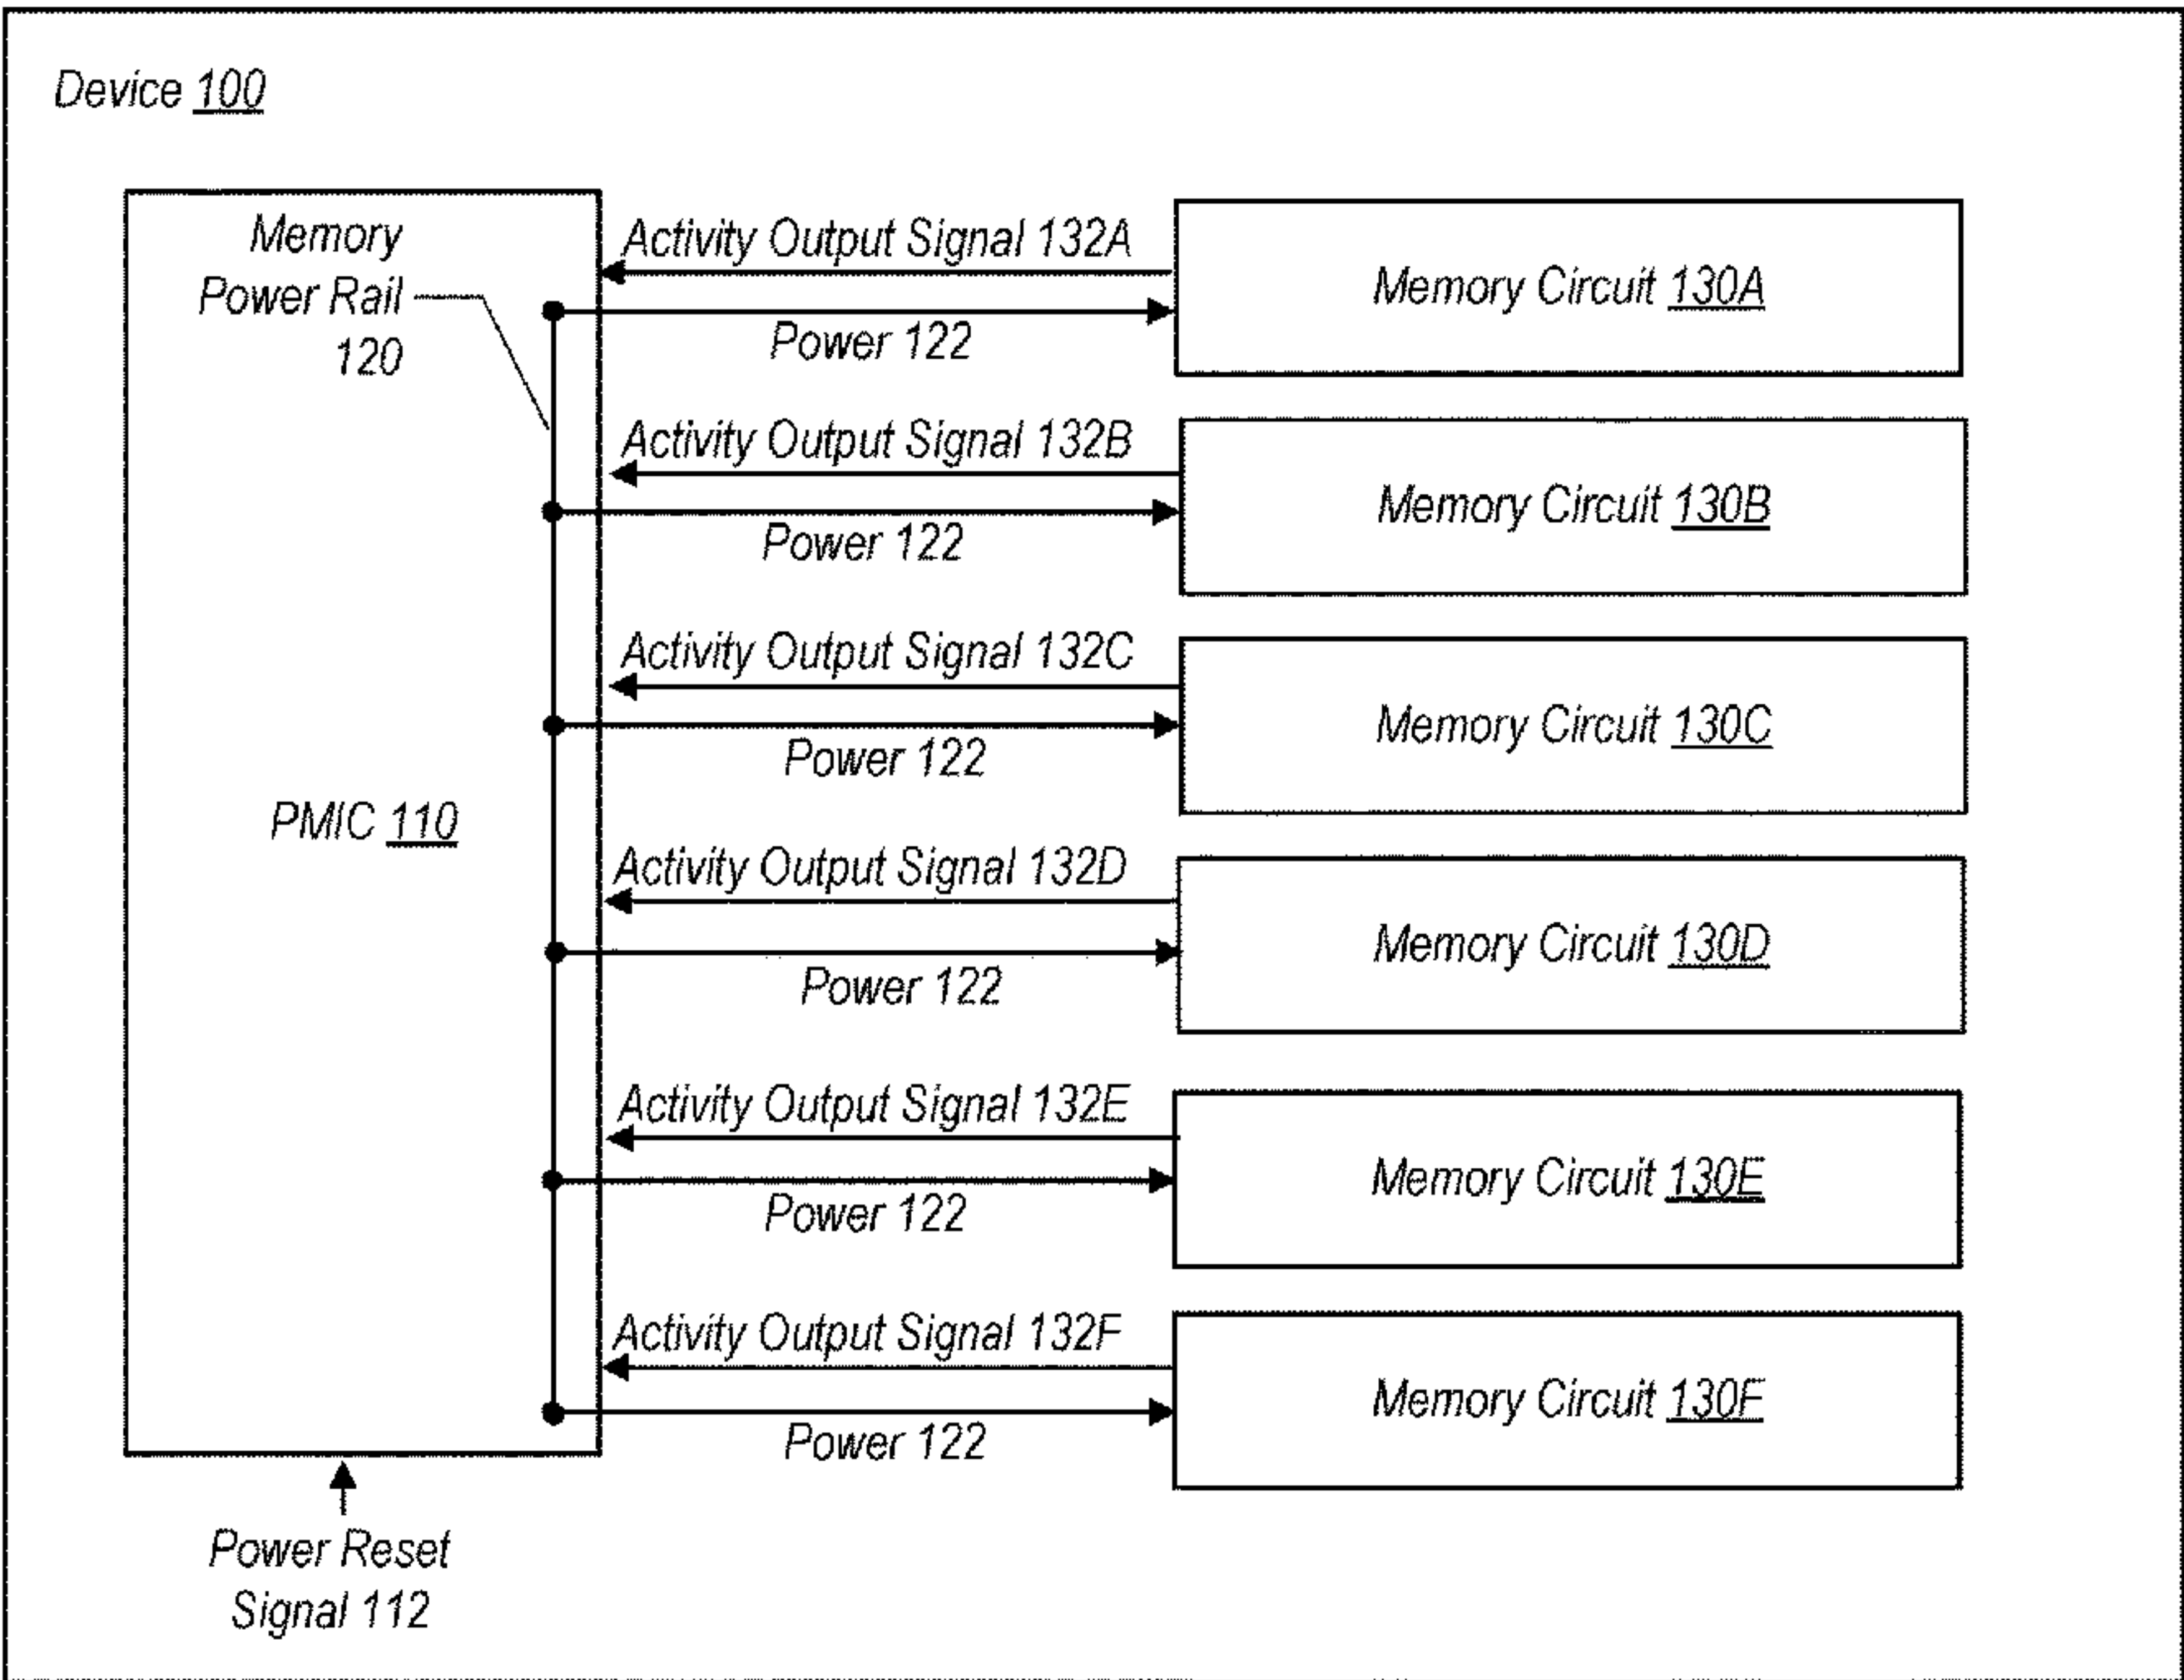 Device 100
Memory
Power Rail
120
Activity Output Signal 132A
Power 122
Memory Circuit 130A
Activity Output Signal 132B
Power 122
Memory Circuit 130B
Activity Output Signal 132C
Power 122
Memory Circuit 130C
PMIC 110
Activity Output Signal 132D
Power 122
Memory Circuit 130D
Activity Output Signal 132E
Power 122
Memory Circuit 130E
Activity Output Signal 132F
Power 122
Memory Circuit 130F
Power Reset
Signal 112